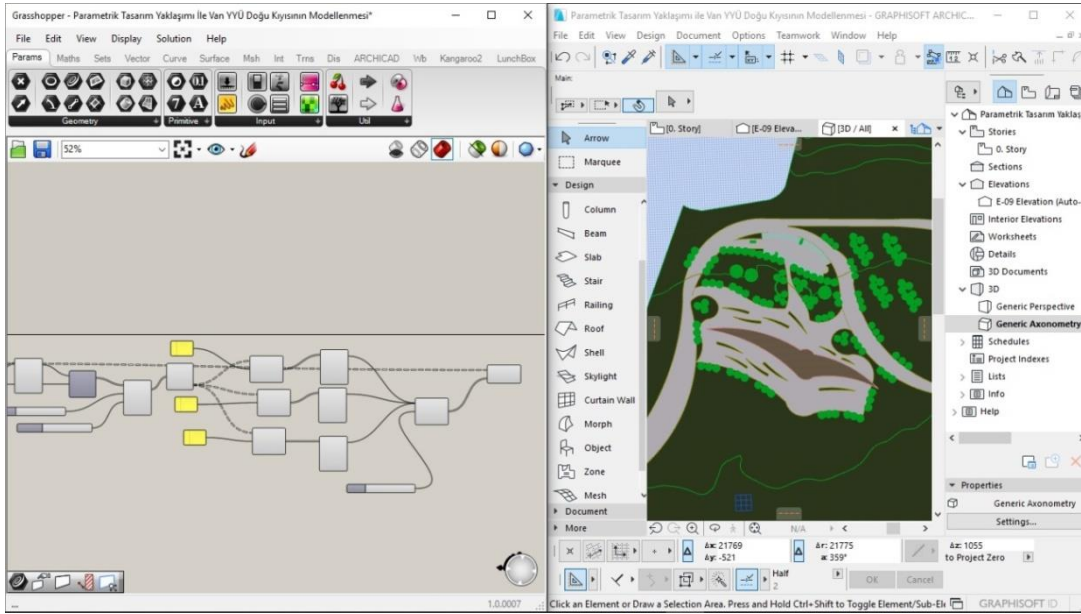 Grasshopper - Parametrik Tasarım Yaklaşımı İle Van YYÜ Doğu Kıyısının Modellenmesi*
File Edit View Display Solution Help
Params Maths Sets Vector Curve Surface Msh Int Trns Dis ARCHICAD Wb Kangaroo2 LunchBox
Geometry Primitive Input Util
52%
1.0.0007
Parametrik Tasarım Yaklaşımı ile Van YYÜ Doğu Kıyısının Modellenmesi - GRAPHISOFT ARCHIC...
File Edit View Design Document Options Teamwork Window Help
Main:
[0. Story] [E-09 Eleva... [3D / All]
Arrow
Marquee
Design
Column
Beam
Slab
Stair
Railing
Roof
Shell
Skylight
Curtain Wall
Morph
Object
Zone
Mesh
Document
More
N/A
Parametrik Tasarım Yaklaş
Stories
0. Story
Sections
Elevations
E-09 Elevation (Auto-
Interior Elevations
Worksheets
Details
3D Documents
3D
Generic Perspective
Generic Axonometry
Schedules
Project Indexes
Lists
Info
Help
Properties
Generic Axonometry
Settings...
Δx: 21769
Δy: -521
Δr: 21775
α: 359°
Δz: 1055
to Project Zero
Half
2
OK Cancel
Click an Element or Draw a Selection Area. Press and Hold Ctrl+Shift to Toggle Element/Sub-Ele
GRAPHISOFT ID